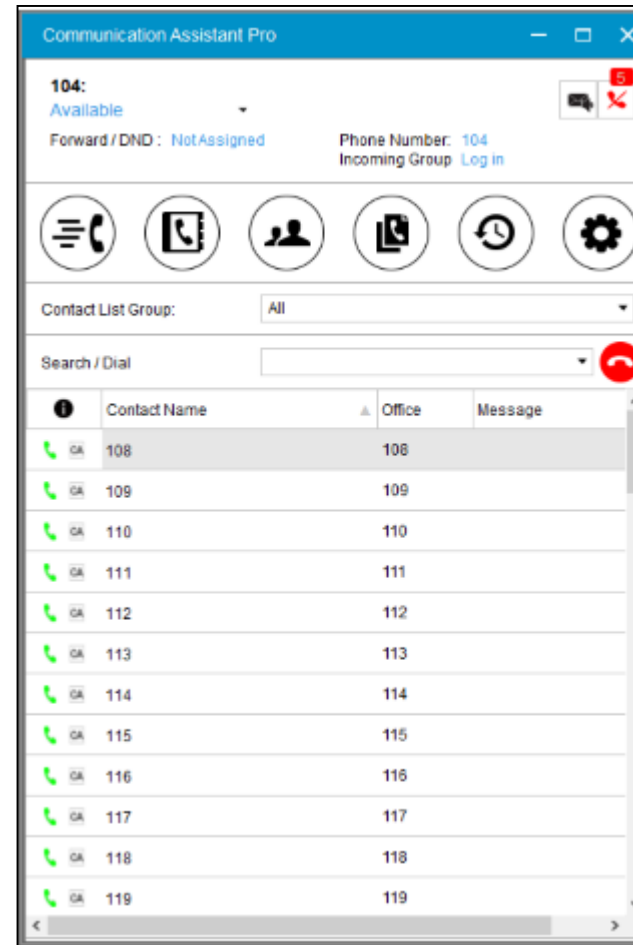 Communication Assistant Pro
5
104:
Available
Forward / DND : NotAssigned
Phone Number: 104
Incoming Group Log in
Contact List Group: All
Search / Dial
Contact Name Office Message
CA 108 108
CA 109 109
CA 110 110
CA 111 111
CA 112 112
CA 113 113
CA 114 114
CA 115 115
CA 116 116
CA 117 117
CA 118 118
CA 119 119